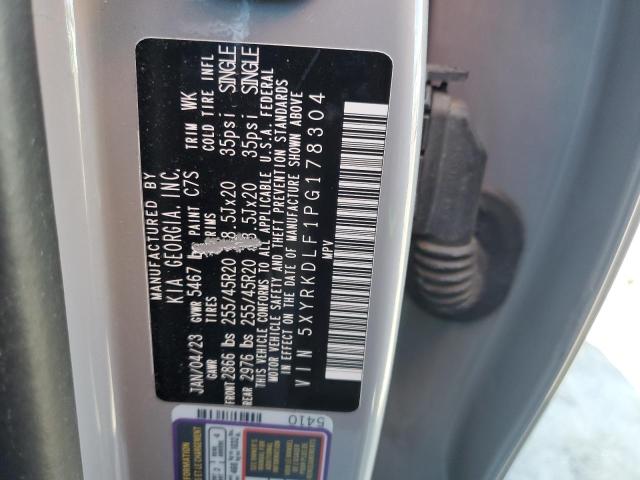 MANUFACTURED BY
KIA GEORGIA, INC.
JAN/04/23 GVWR 5467 PAINT C7S TRIM WK
GAWR TIRES RIMS COLD TIRE INFL
FRONT 2866 lbs 255/45R20 8.5Jx20 35psi SINGLE
REAR 2976 lbs 255/45R20 8.5Jx20 35psi SINGLE
THIS VEHICLE CONFORMS TO ALL APPLICABLE U.S.A. FEDERAL
MOTOR VEHICLE SAFETY AND THEFT PREVENTION STANDARDS
IN EFFECT ON THE DATE OF MANUFACTURE SHOWN ABOVE
VIN 5XYRKDLF1PG178304
MPV
5410